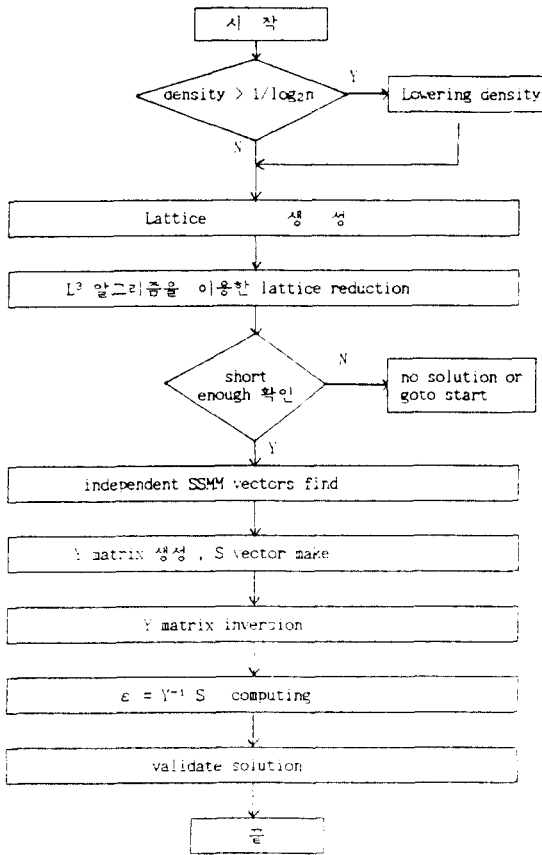 시 작
density > 1/log₂n
Y
Lowering density
N
Lattice 생 성
L³ 알고리즘을 이용한 lattice reduction
short
enough 확인
N
no solution or
goto start
Y
independent SSMM vectors find
Y matrix 생성 , S vector make
Y matrix inversion
ε = Y⁻¹ S computing
validate solution
끝